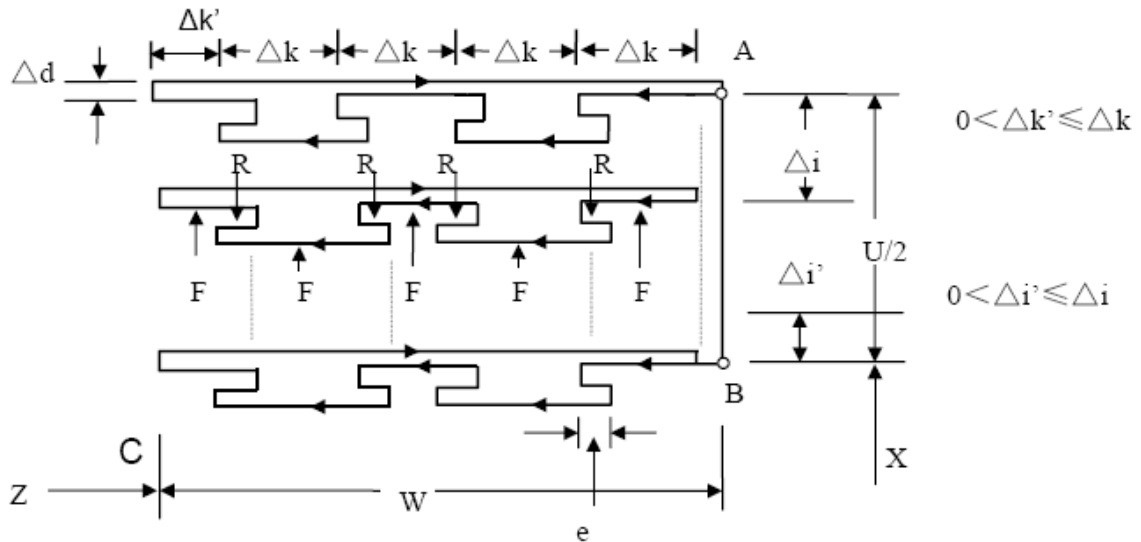 Δk’
△k △k △k △k
A
△d
0＜△k’≦△k
R R R R
△i
U/2
△i’
F F F F F
0＜△i’≦△i
B
C
X
Z
W
e